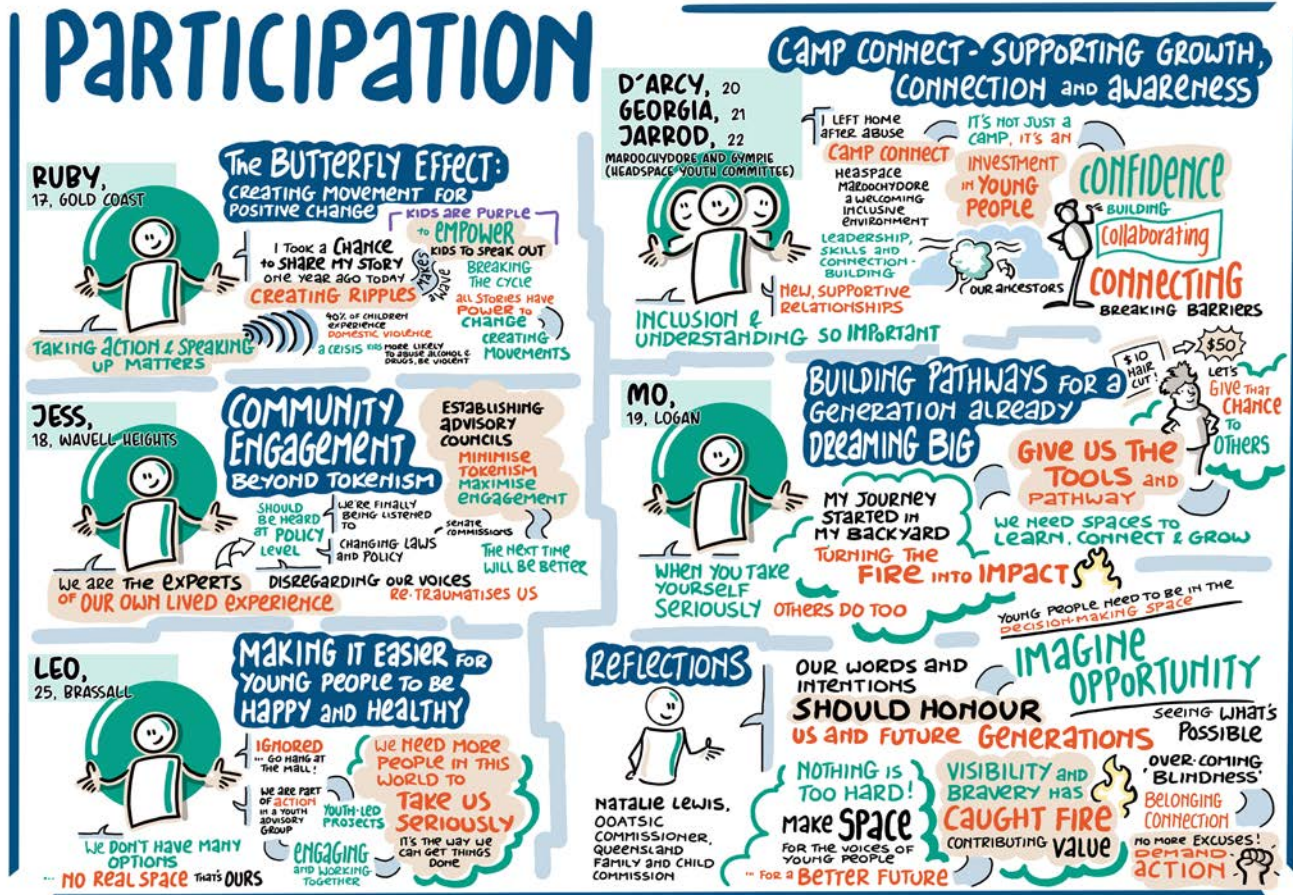 PARTICIPATION
RUBY,
17, GOLD COAST
The BUTTERFLY EFFECT:
CREATING MOVEMENT FOR
POSITIVE CHANGE
I TOOK A CHANCE
to SHARE MY STORY
ONE YEAR AGO TODAY
CREATING RIPPLES
MAKES
WAVE
KIDS ARE PURPLE
to EMPOWER
KIDS TO SPEAK OUT
BREAKING
THE CYCLE
ALL STORIES HAVE
POWER to
CHANGE
CREATING
MOVEMENTS
40% OF CHILDREN
EXPERIENCE
DOMESTIC VIOLENCE
A CRISIS KIDS MORE LIKELY
TO ABUSE ALCOHOL &
DRUGS, BE VIOLENT
TAKING ACTION & SPEAKING
UP MATTERS
JESS,
18, WAVELL HEIGHTS
COMMUNITY
ENGAGEMENT
BEYOND TOKENISM
ESTABLISHING
ADVISORY
COUNCILS
MINIMISE
TOKENISM
MAXIMISE
ENGAGEMENT
SHOULD
BE HEARD
AT POLICY
LEVEL
WE'RE FINALLY
BEING LISTENED
TO
CHANGING LAWS
AND POLICY
SENATE
COMMISSIONS
THE NEXT TIME
WILL BE BETTER
WE ARE THE EXPERTS
OF OUR OWN LIVED EXPERIENCE
DISREGARDING OUR VOICES
RE-TRAUMATISES US
LEO,
25, BRASSALL
MAKING IT EASIER FOR
YOUNG PEOPLE TO BE
HAPPY AND HEALTHY
IGNORED
... GO HANG AT
THE MALL!
WE ARE PART
OF ACTION
IN A YOUTH
ADVISORY
GROUP
YOUTH-LED
PROJECTS
ENGAGING
AND WORKING
TOGETHER
WE NEED MORE
PEOPLE IN THIS
WORLD TO
TAKE US
SERIOUSLY
IT'S THE WAY WE
CAN GET THINGS
DONE
WE DON'T HAVE MANY
OPTIONS
... NO REAL SPACE THAT'S OURS
CAMP CONNECT - SUPPORTING GROWTH,
CONNECTION AND AWARENESS
D'ARCY, 20
GEORGIA, 21
JARROD, 22
MAROOCHYDORE AND GYMPIE
(HEADSPACE YOUTH COMMITTEE)
I LEFT HOME
AFTER ABUSE
CAMP CONNECT
HEASPACE
MAROOCHYDORE
A WELCOMING
INCLUSIVE
ENVIRONMENT
LEADERSHIP,
SKILLS AND
CONNECTION-
BUILDING
NEW, SUPPORTIVE
RELATIONSHIPS
IT'S NOT JUST A
CAMP, IT'S AN
INVESTMENT
IN YOUNG
PEOPLE
OUR ANCESTORS
CONFIDENCE
BUILDING
Collaborating
CONNECTING
BREAKING BARRIERS
INCLUSION &
UNDERSTANDING SO IMPORTANT
MO,
19, LOGAN
BUILDING PATHWAYS FOR A
GENERATION ALREADY
DREAMING BIG
$10
HAIR
CUT!
$50
LET'S
GIVE THAT
CHANCE
TO
OTHERS
GIVE US THE
TOOLS AND
PATHWAY
MY JOURNEY
STARTED IN
MY BACKYARD
TURNING THE
FIRE INTO IMPACT
WE NEED SPACES TO
LEARN, CONNECT & GROW
WHEN YOU TAKE
YOURSELF
SERIOUSLY OTHERS DO TOO
YOUNG PEOPLE NEED TO BE IN THE
DECISION-MAKING SPACE
REFLECTIONS
NATALIE LEWIS,
OOATSIC
COMMISSIONER,
QUEENSLAND
FAMILY AND CHILD
COMMISSION
OUR WORDS AND
INTENTIONS
SHOULD HONOUR
US AND FUTURE GENERATIONS
IMAGINE
OPPORTUNITY
SEEING WHAT'S
POSSIBLE
NOTHING IS
TOO HARD!
MAKE SPACE
FOR THE VOICES OF
YOUNG PEOPLE
... FOR A BETTER FUTURE
VISIBILITY AND
BRAVERY HAS
CAUGHT FIRE
CONTRIBUTING VALUE
OVER-COMING
'BLINDNESS'
BELONGING
CONNECTION
NO MORE EXCUSES!
DEMAND
ACTION